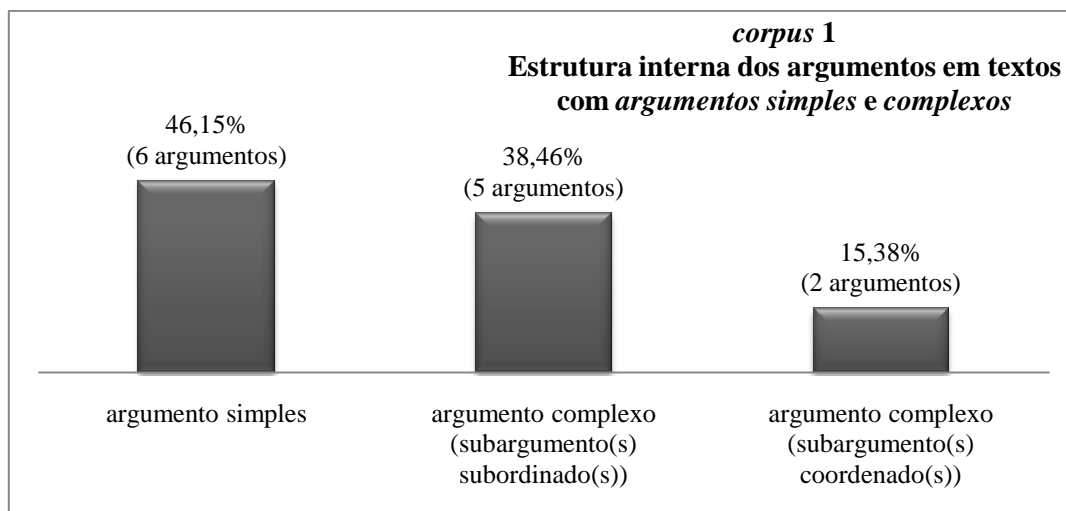 corpus 1
Estrutura interna dos argumentos em textos
com argumentos simples e complexos
46,15%
(6 argumentos)
38,46%
(5 argumentos)
15,38%
(2 argumentos)
argumento simples
argumento complexo
(subargumento(s)
subordinado(s))
argumento complexo
(subargumento(s)
coordenado(s))